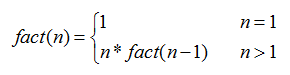 fact(n) = { 1 n = 1
n * fact(n − 1) n > 1